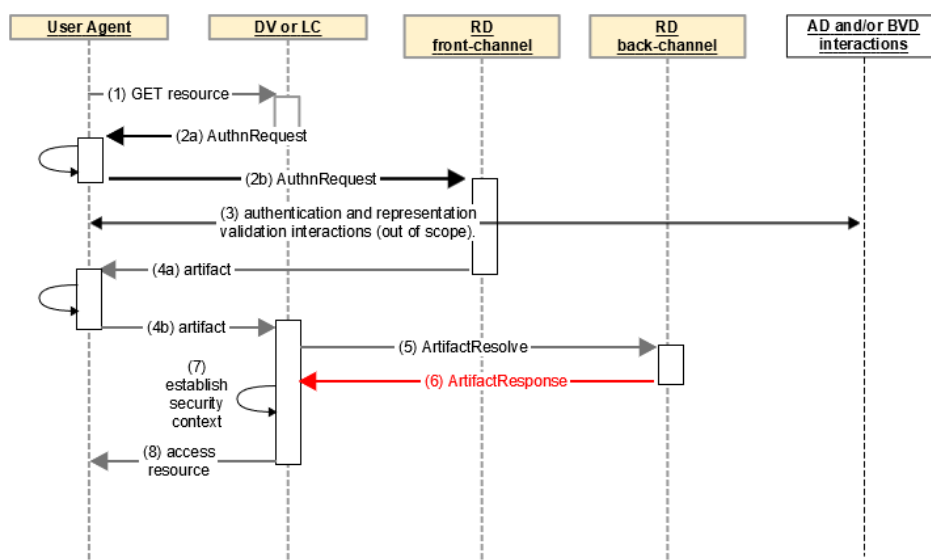 User Agent
DV or LC
RD
front-channel
RD
back-channel
AD and/or BVD
interactions
(1) GET resource
(2a) AuthnRequest
(2b) AuthnRequest
(3) authentication and representation
validation interactions (out of scope).
(4a) artifact
(4b) artifact
(5) ArtifactResolve
(6) ArtifactResponse
(7)
establish
security
context
(8) access
resource